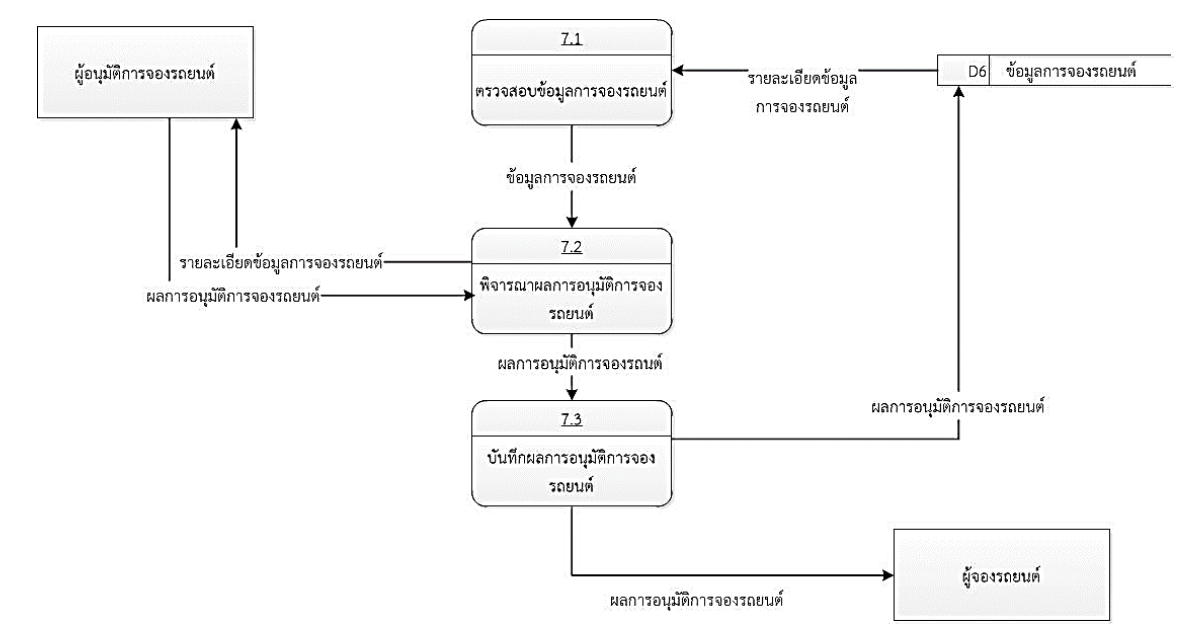 ผู้อนุมัติการจองรถยนต์
7.1
ตรวจสอบข้อมูลการจองรถยนต์
รายละเอียดข้อมูล
การจองรถยนต์
D6 ข้อมูลการจองรถยนต์
ข้อมูลการจองรถยนต์
7.2
พิจารณาผลการอนุมัติการจอง
รถยนต์
รายละเอียดข้อมูลการจองรถยนต์
ผลการอนุมัติการจองรถยนต์
ผลการอนุมัติการจองรถนต์
7.3
บันทึกผลการอนุมัติการจอง
รถยนต์
ผลการอนุมัติการจองรถยนต์
ผลการอนุมัติการจองรถยนต์
ผู้จองรถยนต์